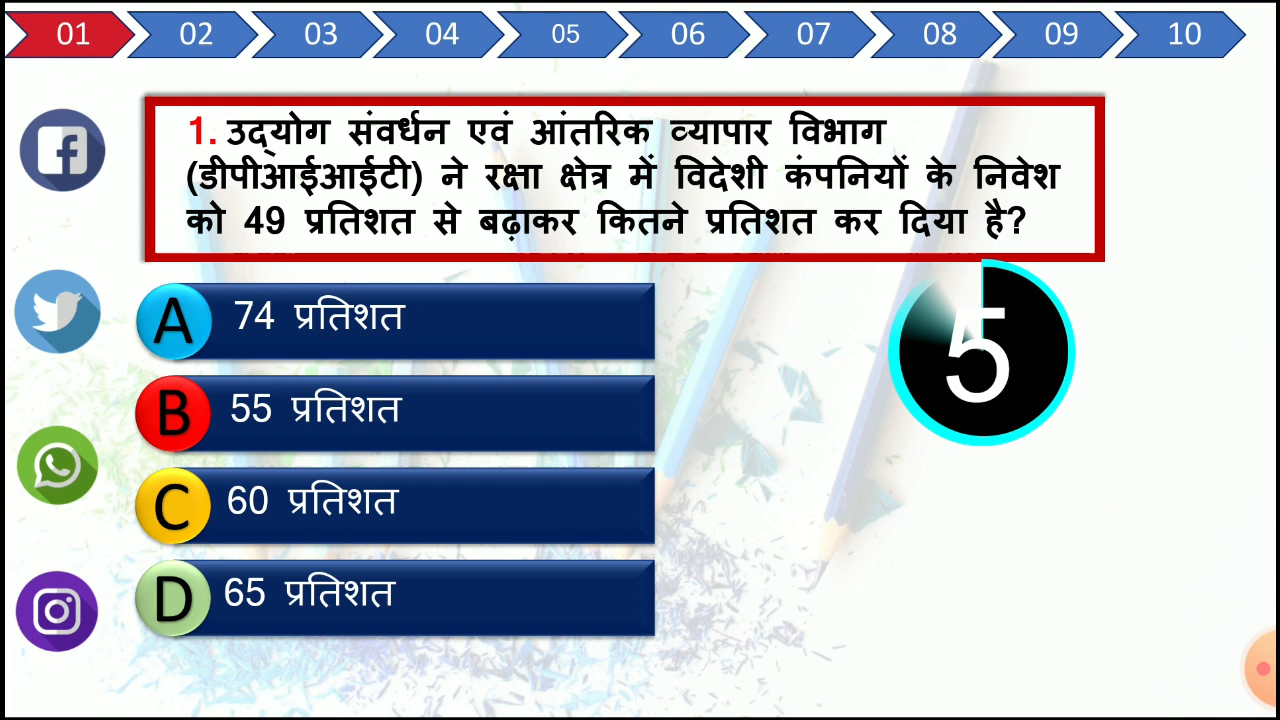 01 02 03 04 05 06 07 08 09 10
1. उद्योग संवर्धन एवं आंतरिक व्यापार विभाग
(डीपीआईआईटी) ने रक्षा क्षेत्र में विदेशी कंपनियों के निवेश
को 49 प्रतिशत से बढ़ाकर कितने प्रतिशत कर दिया है?
A 74 प्रतिशत
5
B 55 प्रतिशत
C 60 प्रतिशत
D 65 प्रतिशत